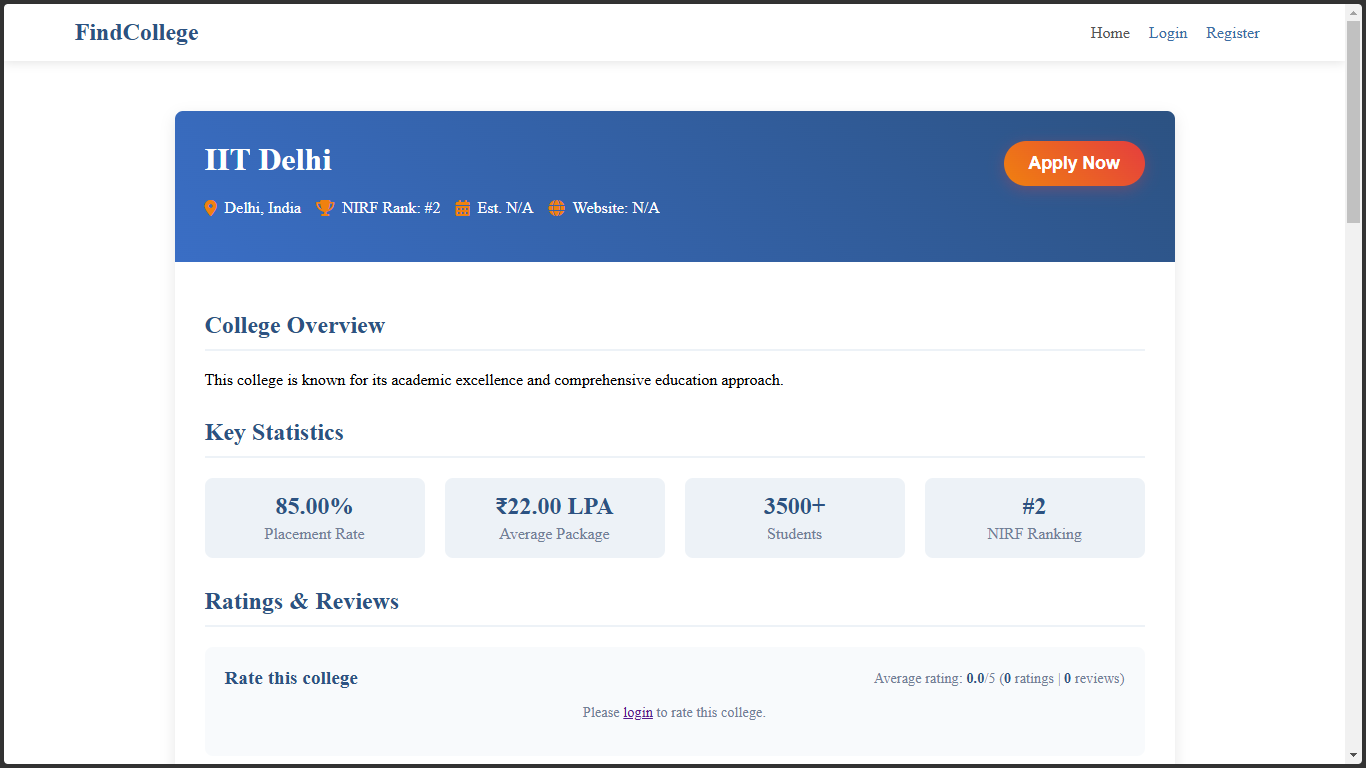 FindCollege
Home Login Register
IIT Delhi
Apply Now
Delhi, India NIRF Rank: #2 Est. N/A Website: N/A
College Overview
This college is known for its academic excellence and comprehensive education approach.
Key Statistics
85.00% ₹22.00 LPA 3500+ #2
Placement Rate Average Package Students NIRF Ranking
Ratings & Reviews
Rate this college Average rating: 0.0/5 (0 ratings | 0 reviews)
Please login to rate this college.